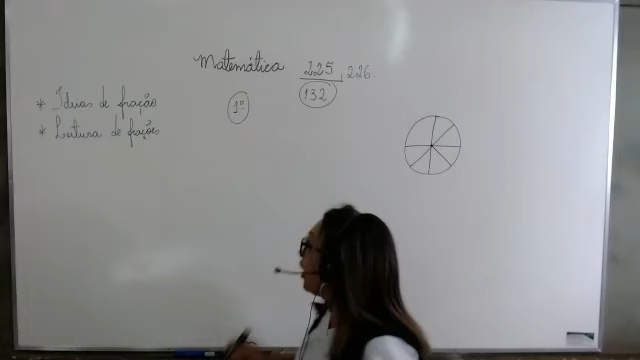 Matemática 225, 226.
132
1º
* Ideias de fração
* Leitura de frações